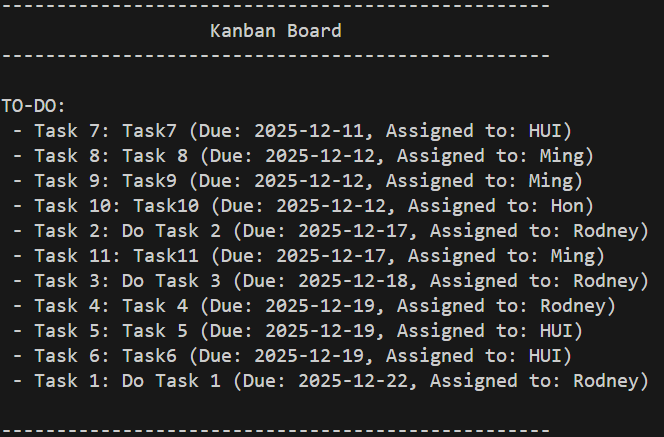 --------------------------------------------------
Kanban Board
--------------------------------------------------
TO-DO:
- Task 7: Task7 (Due: 2025-12-11, Assigned to: HUI)
- Task 8: Task 8 (Due: 2025-12-12, Assigned to: Ming)
- Task 9: Task9 (Due: 2025-12-12, Assigned to: Ming)
- Task 10: Task10 (Due: 2025-12-12, Assigned to: Hon)
- Task 2: Do Task 2 (Due: 2025-12-17, Assigned to: Rodney)
- Task 11: Task11 (Due: 2025-12-17, Assigned to: Ming)
- Task 3: Do Task 3 (Due: 2025-12-18, Assigned to: Rodney)
- Task 4: Task 4 (Due: 2025-12-19, Assigned to: Rodney)
- Task 5: Task 5 (Due: 2025-12-19, Assigned to: HUI)
- Task 6: Task6 (Due: 2025-12-19, Assigned to: HUI)
- Task 1: Do Task 1 (Due: 2025-12-22, Assigned to: Rodney)
--------------------------------------------------